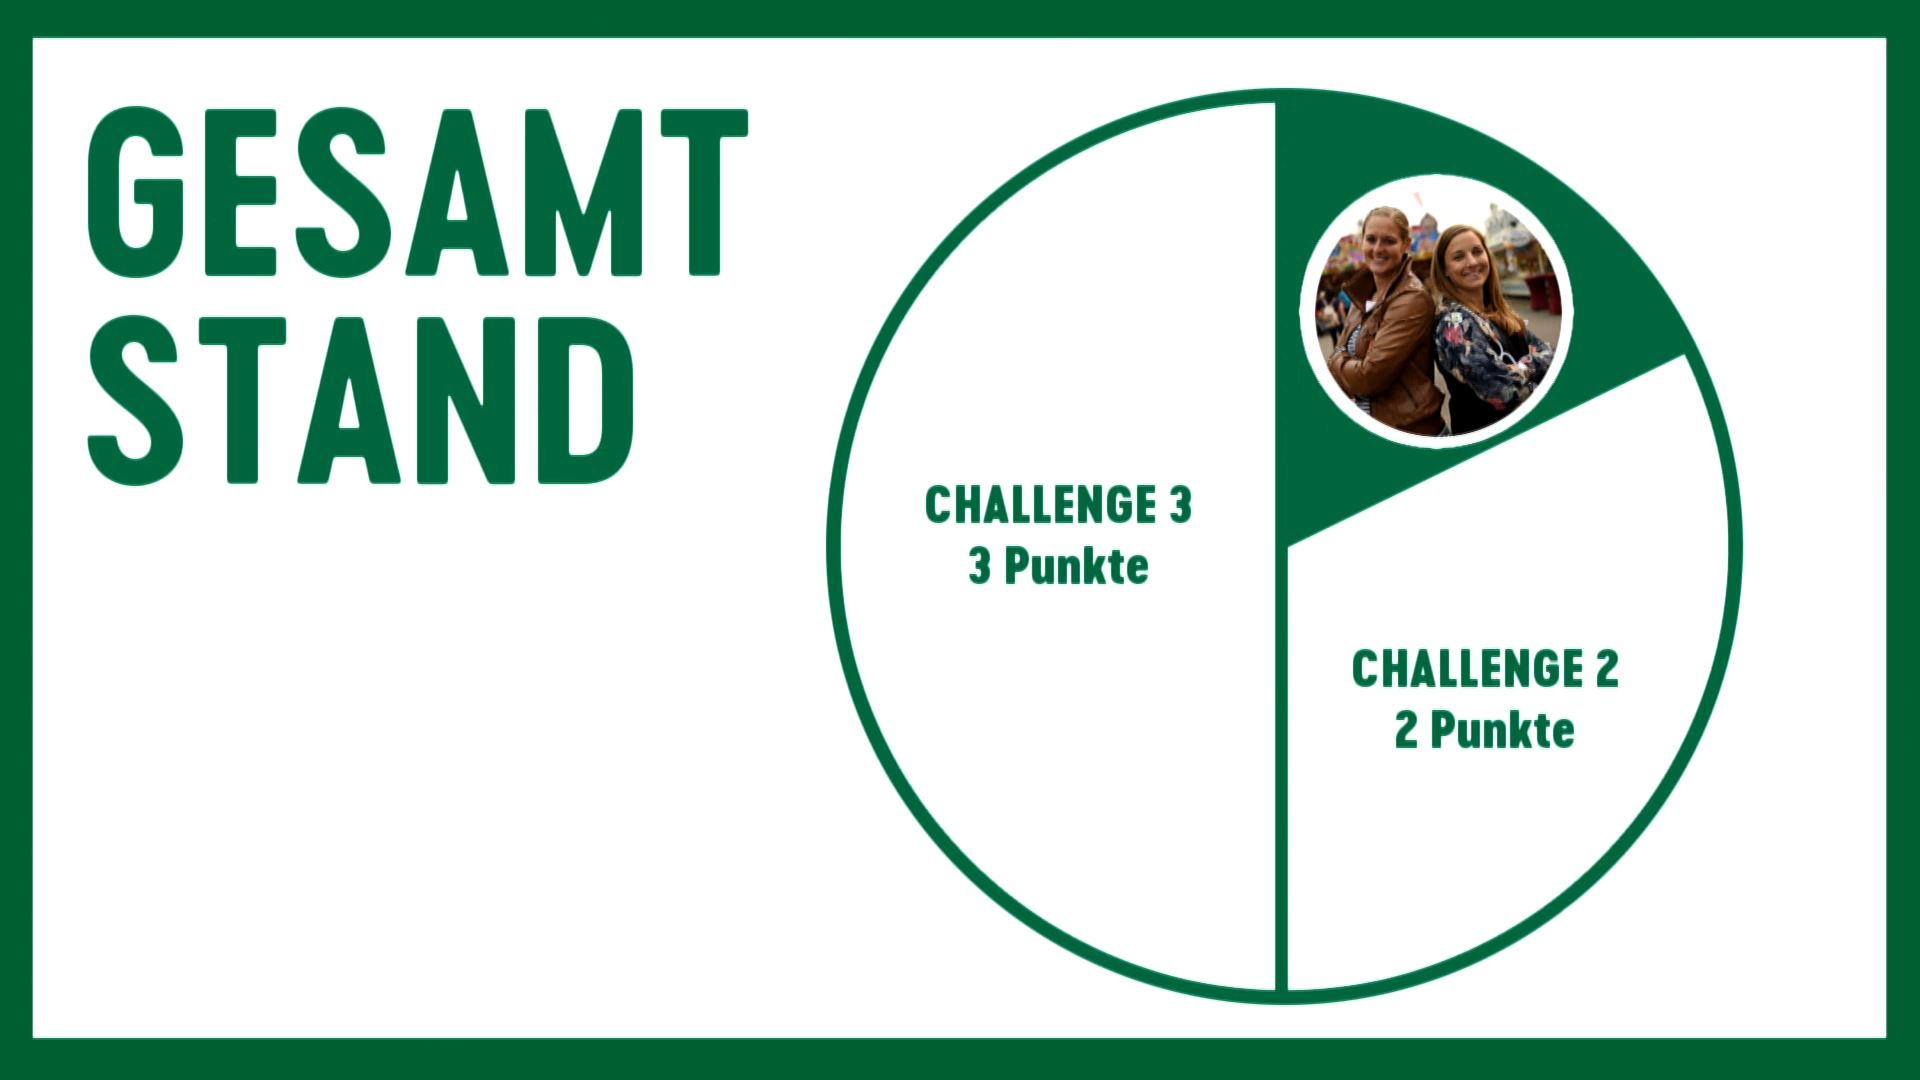 GESAMT
STAND
CHALLENGE 3
3 Punkte
CHALLENGE 2
2 Punkte